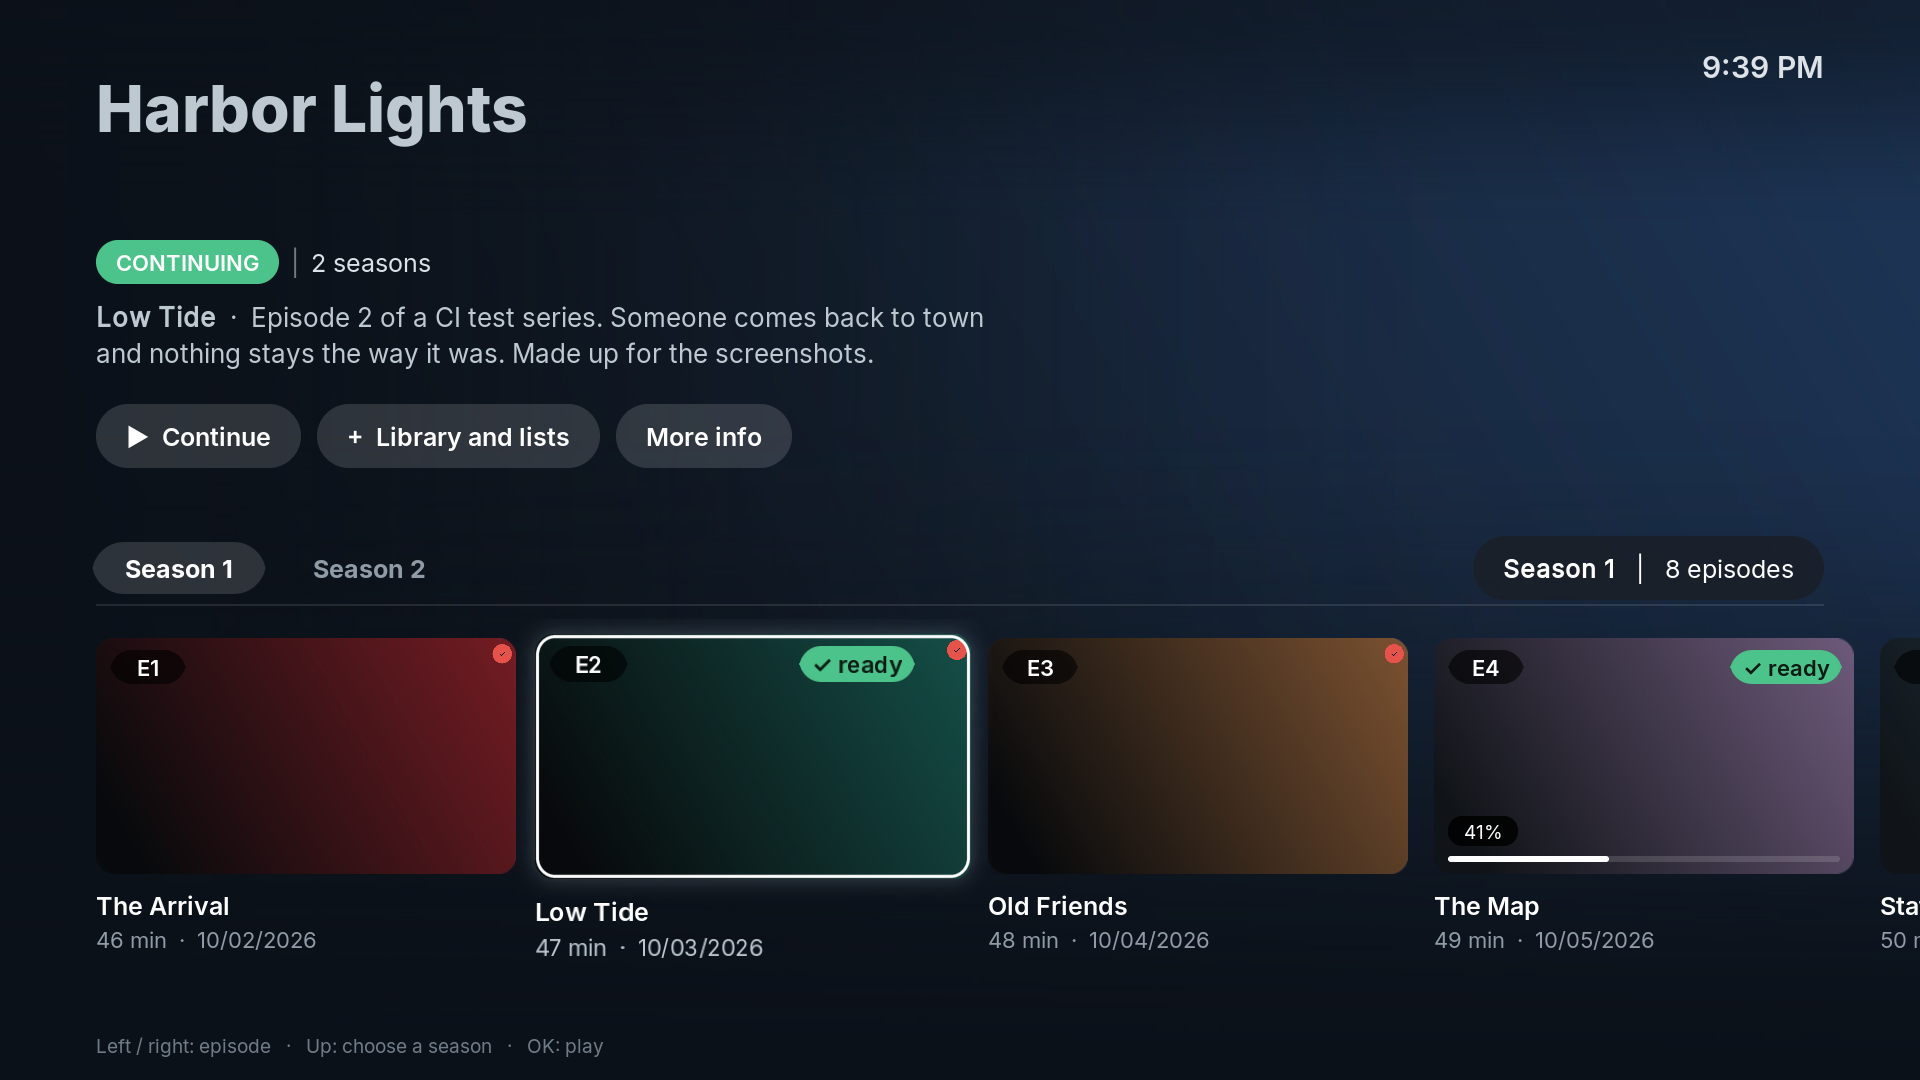 9:39 PM
Harbor Lights
CONTINUING | 2 seasons
Low Tide · Episode 2 of a CI test series. Someone comes back to town
and nothing stays the way it was. Made up for the screenshots.
▶ Continue + Library and lists More info
Season 1 Season 2 Season 1 | 8 episodes
E1 E2 ✓ ready E3 E4 ✓ ready
41%
The Arrival Low Tide Old Friends The Map
46 min · 10/02/2026 47 min · 10/03/2026 48 min · 10/04/2026 49 min · 10/05/2026 50
Left / right: episode · Up: choose a season · OK: play